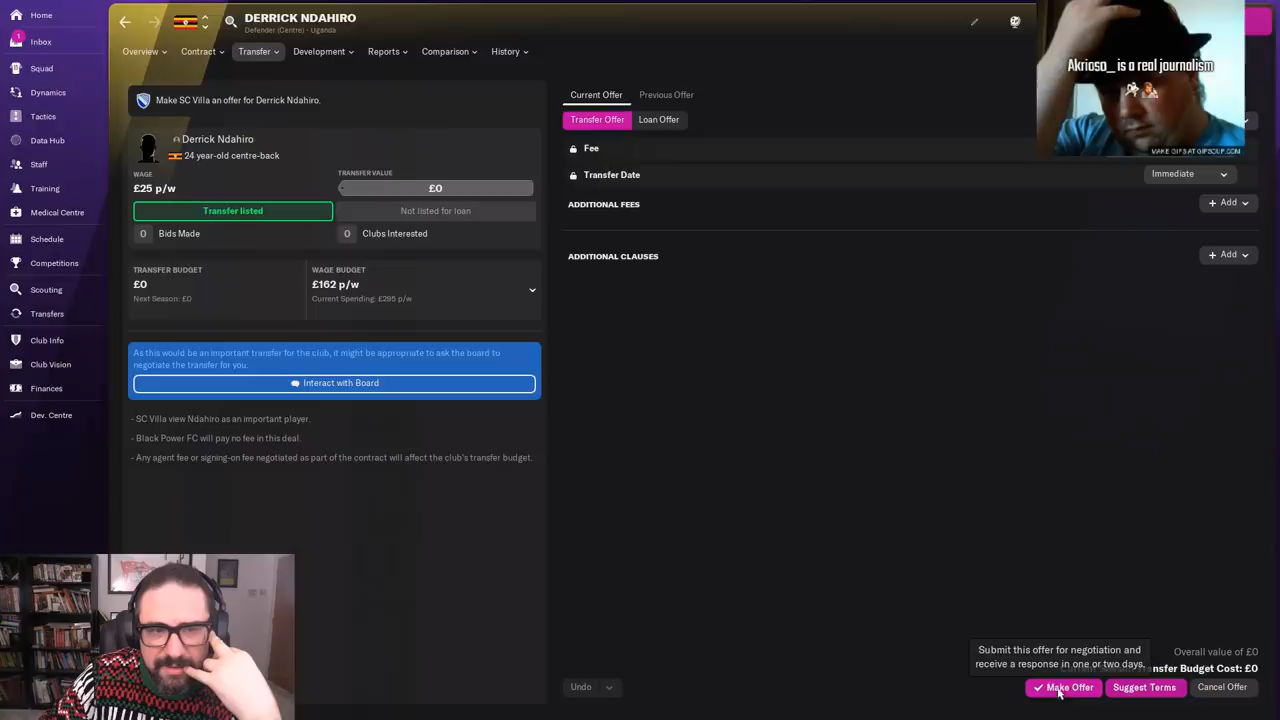 Home
1
Inbox
Squad
Dynamics
Tactics
Data Hub
Staff
Training
Medical Centre
Schedule
Competitions
Scouting
Transfers
Club Info
Club Vision
Finances
Dev. Centre
DERRICK NDAHIRO
Defender (Centre) - Uganda
Overview
Contract
Transfer
Development
Reports
Comparison
History
Make SC Villa an offer for Derrick Ndahiro.
Derrick Ndahiro
24 year-old centre-back
WAGE
£25 p/w
TRANSFER VALUE
£0
Transfer listed
Not listed for loan
0 Bids Made
0 Clubs Interested
TRANSFER BUDGET
£0
Next Season: £0
WAGE BUDGET
£162 p/w
Current Spending: £295 p/w
As this would be an important transfer for the club, it might be appropriate to ask the board to
negotiate the transfer for you.
Interact with Board
- SC Villa view Ndahiro as an important player.
- Black Power FC will pay no fee in this deal.
- Any agent fee or signing-on fee negotiated as part of the contract will affect the club's transfer budget.
Current Offer
Previous Offer
Transfer Offer
Loan Offer
Fee
Transfer Date
Immediate
ADDITIONAL FEES
+ Add
ADDITIONAL CLAUSES
+ Add
Akrioso_ is a real journalism
MAKE GIFS AT GIFSOUP.COM
Submit this offer for negotiation and
receive a response in one or two days.
Overall value of £0
nsfer Budget Cost: £0
Undo
Make Offer
Suggest Terms
Cancel Offer